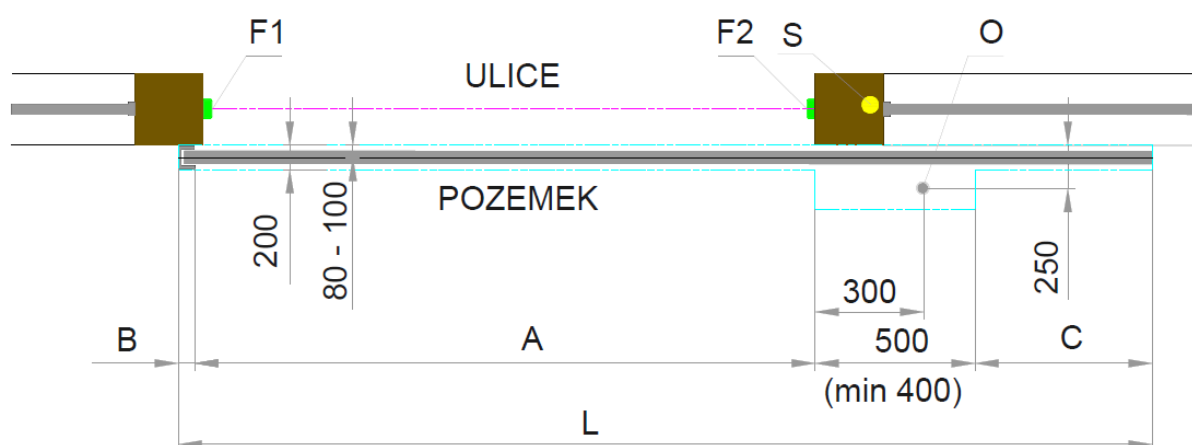 F1
F2
S
O
ULICE
POZEMEK
200
80 - 100
250
300
B
A
500
C
(min 400)
L